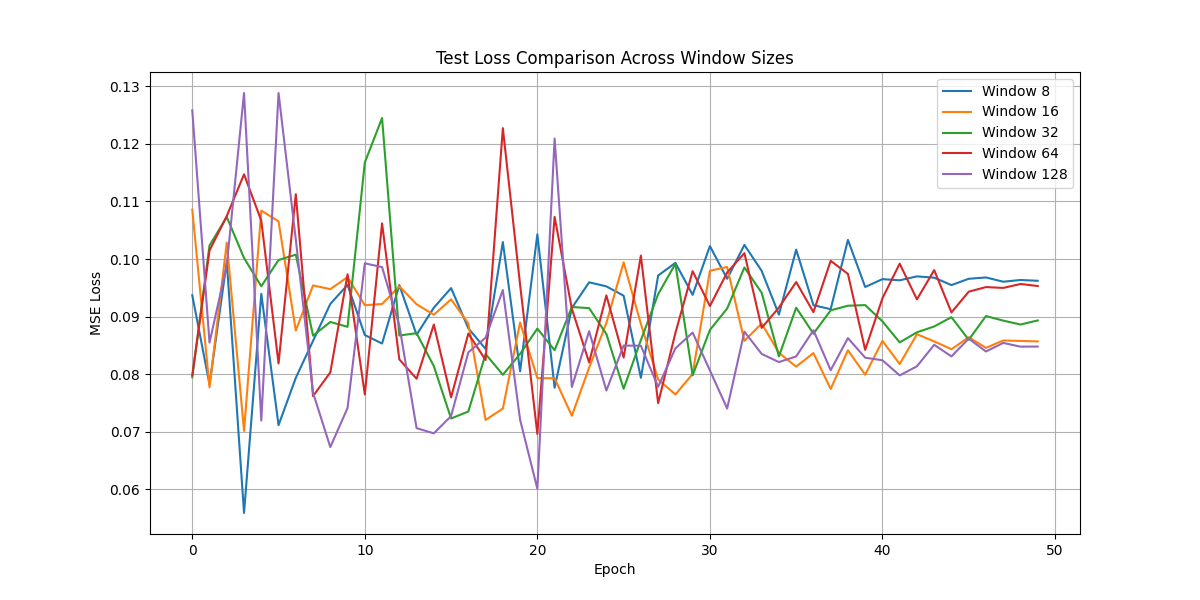 Test Loss Comparison Across Window Sizes
0.13
0.12
0.11
0.10
0.09
0.08
0.07
0.06
MSE Loss
Window 8
Window 16
Window 32
Window 64
Window 128
0 10 20 30 40 50
Epoch